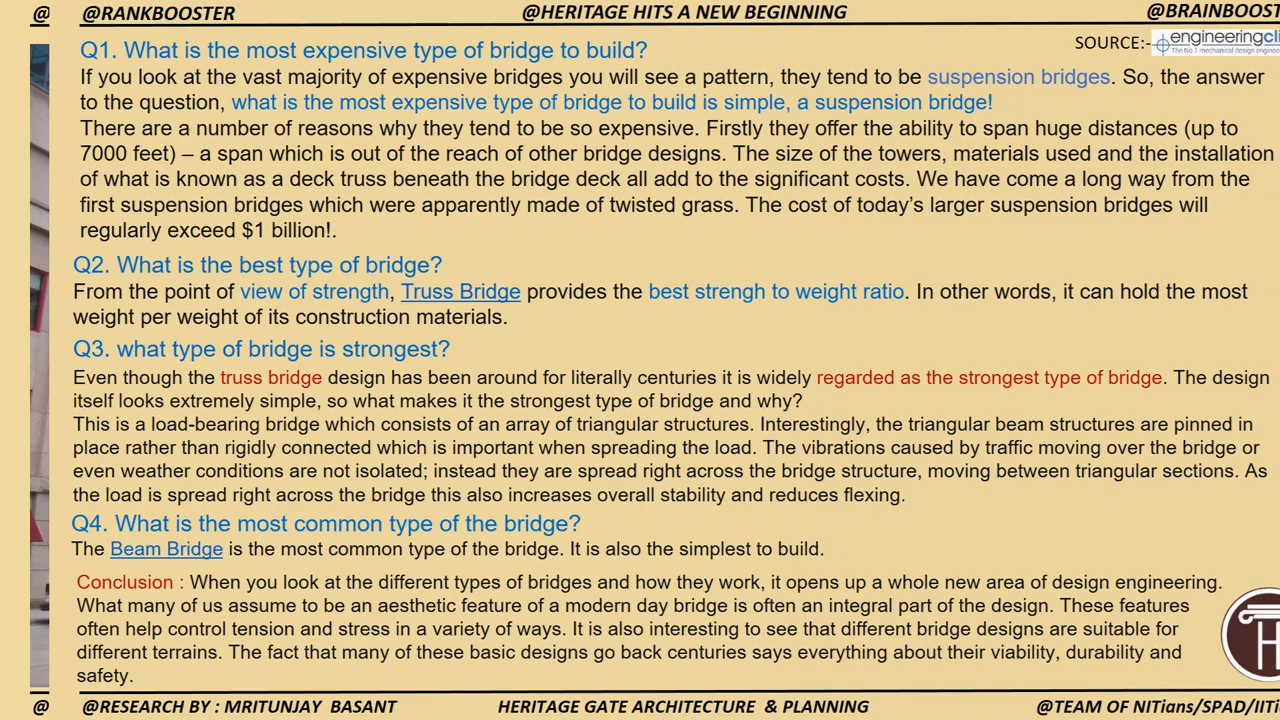 @ @RANKBOOSTER @HERITAGE HITS A NEW BEGINNING @BRAINBOOST
SOURCE:- engineeringcli
The No.1 mechanical design enginee
Q1. What is the most expensive type of bridge to build?
If you look at the vast majority of expensive bridges you will see a pattern, they tend to be suspension bridges. So, the answer
to the question, what is the most expensive type of bridge to build is simple, a suspension bridge!
There are a number of reasons why they tend to be so expensive. Firstly they offer the ability to span huge distances (up to
7000 feet) – a span which is out of the reach of other bridge designs. The size of the towers, materials used and the installation
of what is known as a deck truss beneath the bridge deck all add to the significant costs. We have come a long way from the
first suspension bridges which were apparently made of twisted grass. The cost of today's larger suspension bridges will
regularly exceed $1 billion!.
Q2. What is the best type of bridge?
From the point of view of strength, Truss Bridge provides the best strengh to weight ratio. In other words, it can hold the most
weight per weight of its construction materials.
Q3. what type of bridge is strongest?
Even though the truss bridge design has been around for literally centuries it is widely regarded as the strongest type of bridge. The design
itself looks extremely simple, so what makes it the strongest type of bridge and why?
This is a load-bearing bridge which consists of an array of triangular structures. Interestingly, the triangular beam structures are pinned in
place rather than rigidly connected which is important when spreading the load. The vibrations caused by traffic moving over the bridge or
even weather conditions are not isolated; instead they are spread right across the bridge structure, moving between triangular sections. As
the load is spread right across the bridge this also increases overall stability and reduces flexing.
Q4. What is the most common type of the bridge?
The Beam Bridge is the most common type of the bridge. It is also the simplest to build.
Conclusion : When you look at the different types of bridges and how they work, it opens up a whole new area of design engineering.
What many of us assume to be an aesthetic feature of a modern day bridge is often an integral part of the design. These features
often help control tension and stress in a variety of ways. It is also interesting to see that different bridge designs are suitable for
different terrains. The fact that many of these basic designs go back centuries says everything about their viability, durability and
safety.
H
@ @RESEARCH BY : MRITUNJAY BASANT HERITAGE GATE ARCHITECTURE & PLANNING @TEAM OF NITians/SPAD/IITi